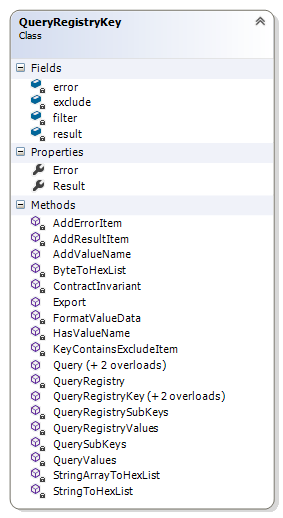 QueryRegistryKey
Class
Fields
error
exclude
filter
result
Properties
Error
Result
Methods
AddErrorItem
AddResultItem
AddValueName
ByteToHexList
ContractInvariant
Export
FormatValueData
HasValueName
KeyContainsExcludeItem
Query (+ 2 overloads)
QueryRegistry
QueryRegistryKey (+ 2 overloads)
QueryRegistrySubKeys
QueryRegistryValues
QuerySubKeys
QueryValues
StringArrayToHexList
StringToHexList